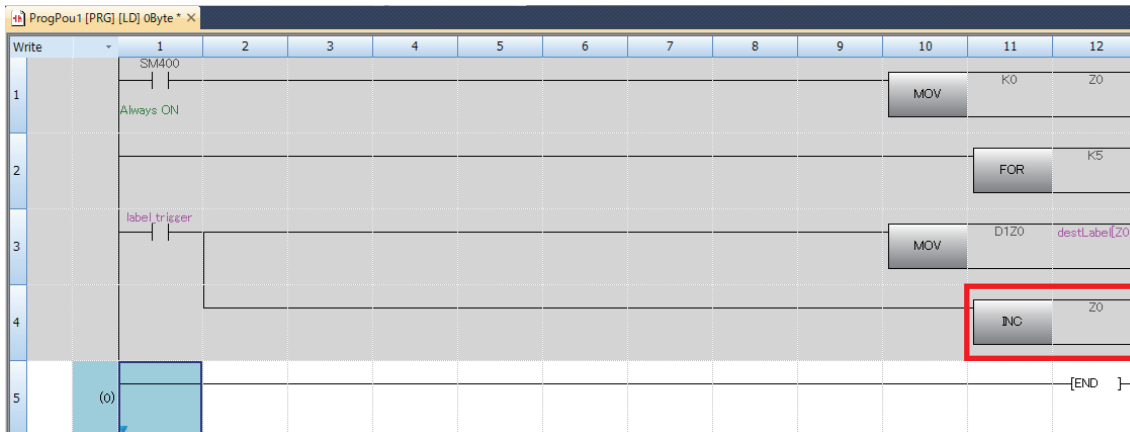 ProgPou1 [PRG] [LD] 0Byte *
Write 1 2 3 4 5 6 7 8 9 10 11 12
SM400
1 MOV K0 Z0
Always ON
2 FOR K5
label_trigger
3 MOV D1Z0 destLabel[Z0
4 INC Z0
5 (0) [END ]